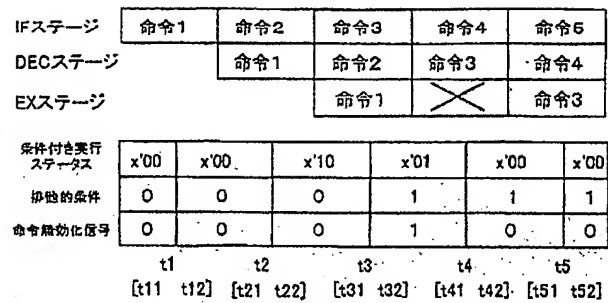 IFステージ 命令1 命令2 命令3 命令4 命令5
DECステージ 命令1 命令2 命令3 命令4
EXステージ 命令1 命令3
条件付き実行
ステータス x'00 x'00 x'10 x'01 x'00 x'00
排他的条件 0 0 0 1 1 1
命令無効化信号 0 0 0 1 0 0
t1 t2 t3 t4 t5
[t11 t12] [t21 t22] [t31 t32] [t41 t42] [t51 t52]